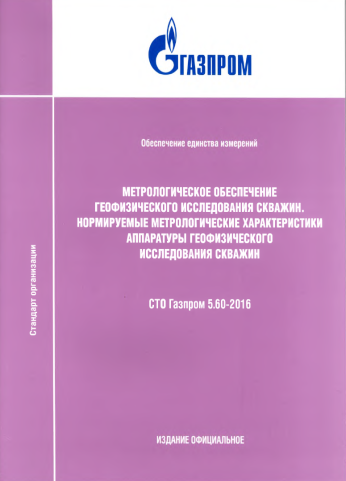 ГАЗПРОМ
Обеспечение единства измерений
МЕТРОЛОГИЧЕСКОЕ ОБЕСПЕЧЕНИЕ
ГЕОФИЗИЧЕСКОГО ИССЛЕДОВАНИЯ СКВАЖИН.
НОРМИРУЕМЫЕ МЕТРОЛОГИЧЕСКИЕ ХАРАКТЕРИСТИКИ
АППАРАТУРЫ ГЕОФИЗИЧЕСКОГО
ИССЛЕДОВАНИЯ СКВАЖИН
СТО Газпром 5.60-2016
Стандарт организации
ИЗДАНИЕ ОФИЦИАЛЬНОЕ